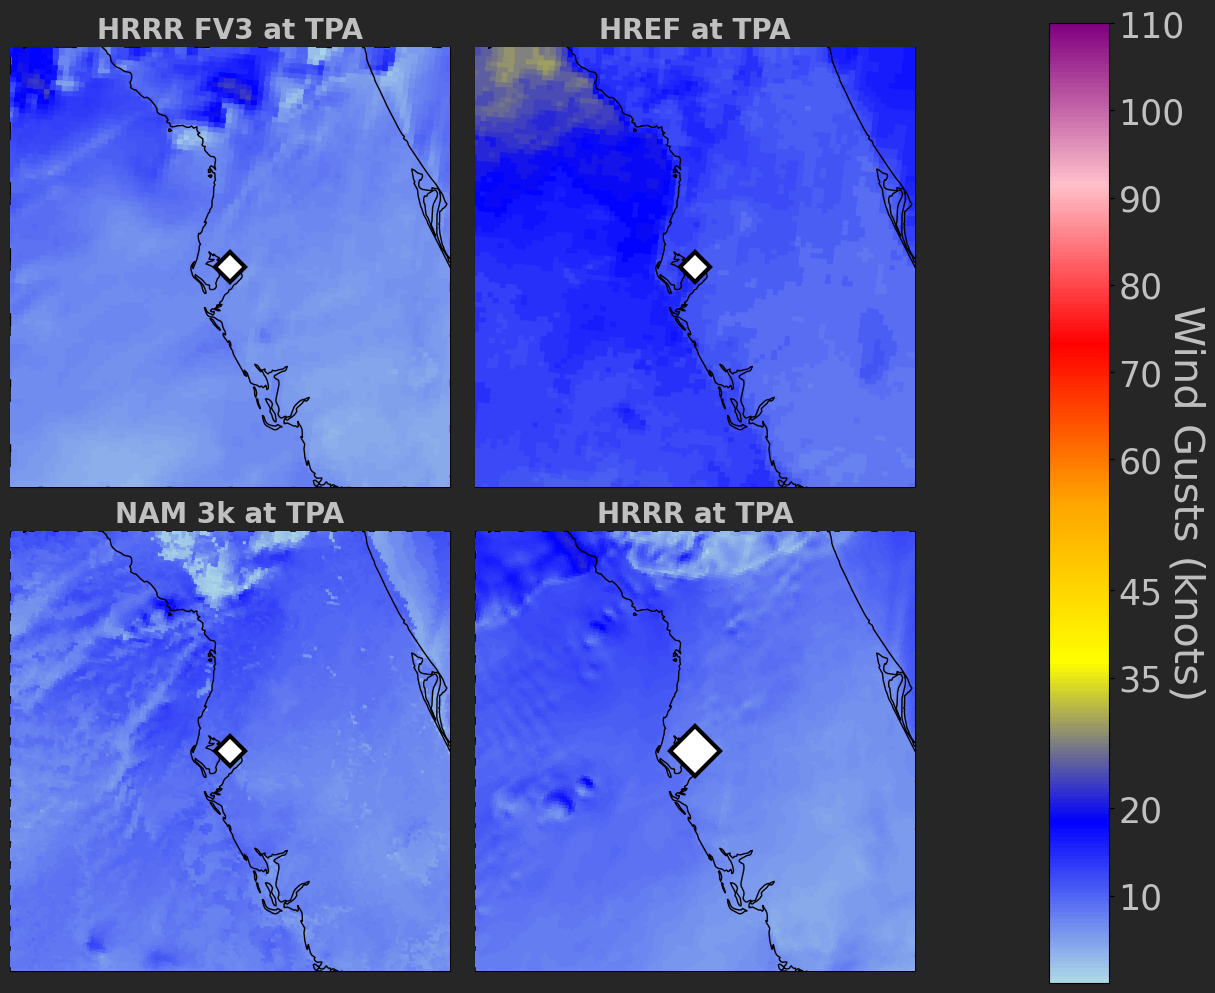 HRRR FV3 at TPA
HREF at TPA
NAM 3k at TPA
HRRR at TPA
110
100
90
80
70
60
45
35
20
10
Wind Gusts (knots)